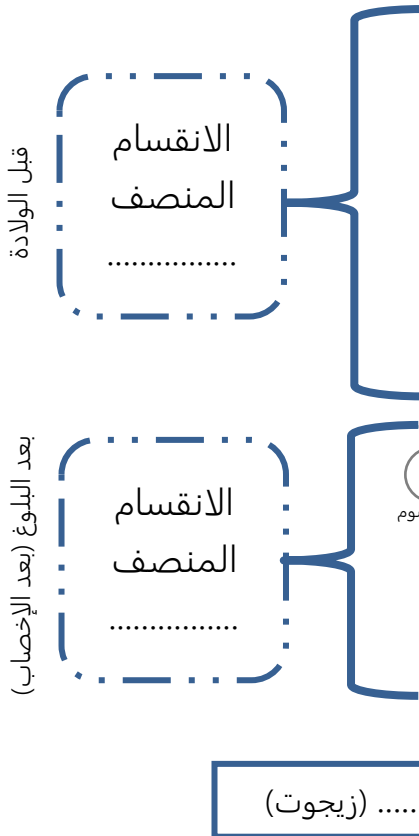 قبل الولادة
الانقسام
المنصف
................
بعد البلوغ (بعد الإخصاب)
الانقسام
المنصف
................
..... (زيجوت)